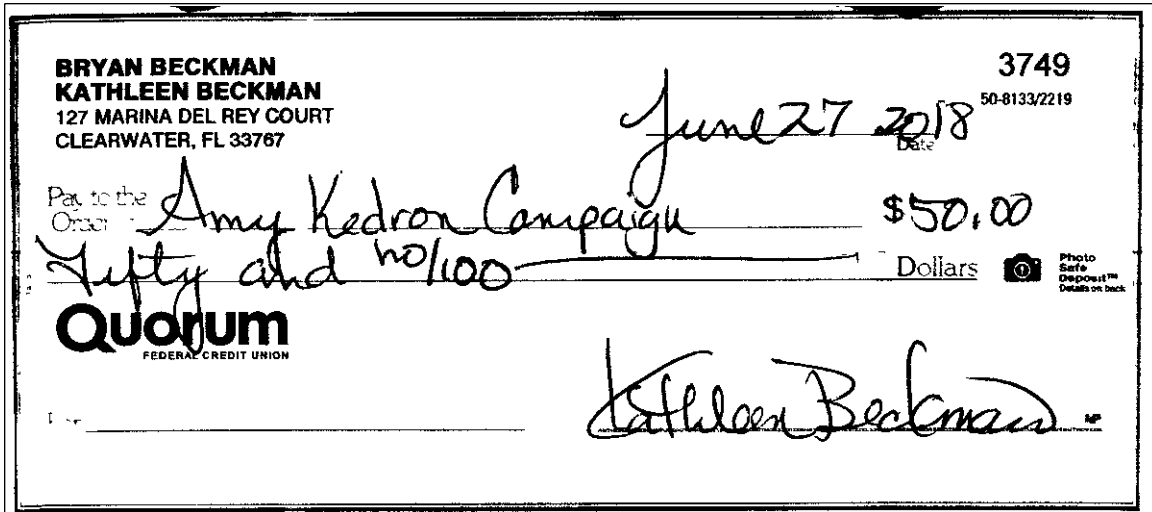 BRYAN BECKMAN
KATHLEEN BECKMAN
127 MARINA DEL REY COURT
CLEARWATER, FL 33767
3749
50-8133/2219
June 27 2018
Date
Pay to the
Order
Amy Kedron Campaign
$50.00
Fifty and no/100
Dollars
Photo
Safe
Deposit™
Details on back
Quorum
FEDERAL CREDIT UNION
Kathleen Beckman
MP